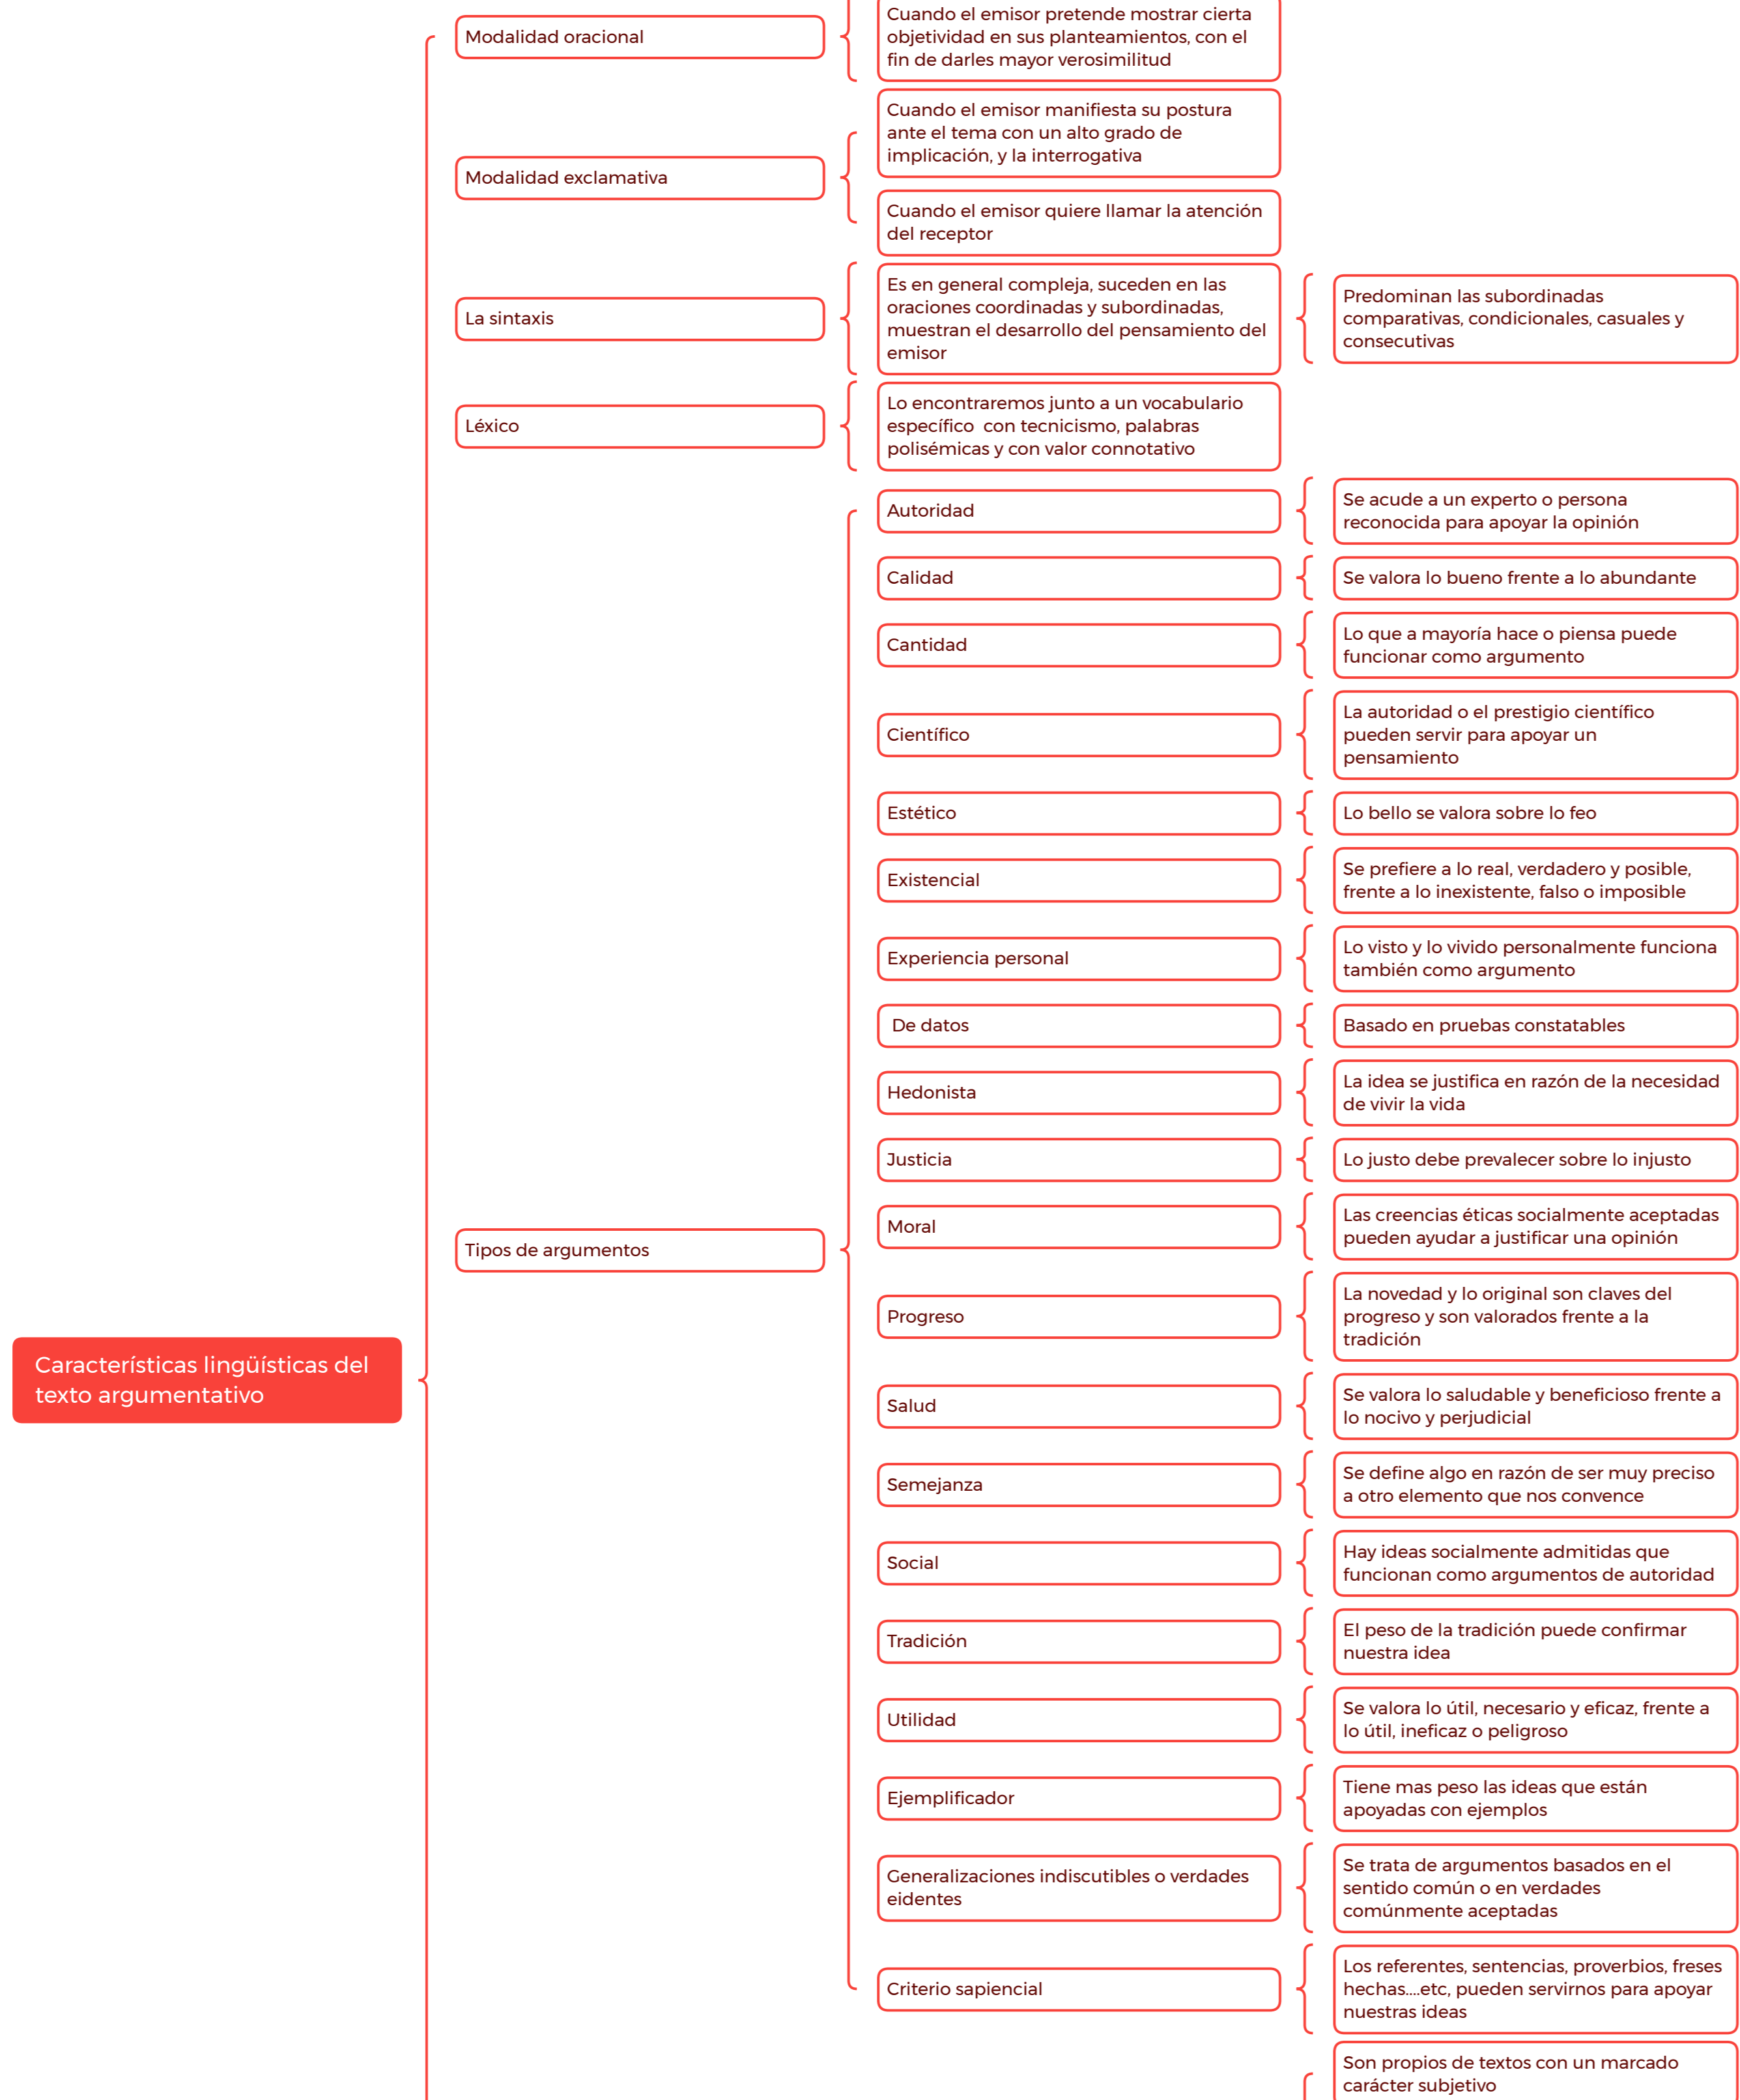 Modalidad oracional
Cuando el emisor pretende mostrar cierta
objetividad en sus planteamientos, con el
fin de darles mayor verosimilitud
Modalidad exclamativa
Cuando el emisor manifiesta su postura
ante el tema con un alto grado de
implicación, y la interrogativa
Cuando el emisor quiere llamar la atención
del receptor
La sintaxis
Es en general compleja, suceden en las
oraciones coordinadas y subordinadas,
muestran el desarrollo del pensamiento del
emisor
Predominan las subordinadas
comparativas, condicionales, casuales y
consecutivas
Léxico
Lo encontraremos junto a un vocabulario
específico con tecnicismo, palabras
polisémicas y con valor connotativo
Características lingüísticas del
texto argumentativo
Tipos de argumentos
Autoridad
Se acude a un experto o persona
reconocida para apoyar la opinión
Calidad
Se valora lo bueno frente a lo abundante
Cantidad
Lo que a mayoría hace o piensa puede
funcionar como argumento
Científico
La autoridad o el prestigio científico
pueden servir para apoyar un
pensamiento
Estético
Lo bello se valora sobre lo feo
Existencial
Se prefiere a lo real, verdadero y posible,
frente a lo inexistente, falso o imposible
Experiencia personal
Lo visto y lo vivido personalmente funciona
también como argumento
De datos
Basado en pruebas constatables
Hedonista
La idea se justifica en razón de la necesidad
de vivir la vida
Justicia
Lo justo debe prevalecer sobre lo injusto
Moral
Las creencias éticas socialmente aceptadas
pueden ayudar a justificar una opinión
Progreso
La novedad y lo original son claves del
progreso y son valorados frente a la
tradición
Salud
Se valora lo saludable y beneficioso frente a
lo nocivo y perjudicial
Semejanza
Se define algo en razón de ser muy preciso
a otro elemento que nos convence
Social
Hay ideas socialmente admitidas que
funcionan como argumentos de autoridad
Tradición
El peso de la tradición puede confirmar
nuestra idea
Utilidad
Se valora lo útil, necesario y eficaz, frente a
lo útil, ineficaz o peligroso
Ejemplificador
Tiene mas peso las ideas que están
apoyadas con ejemplos
Generalizaciones indiscutibles o verdades
eidentes
Se trata de argumentos basados en el
sentido común o en verdades
comúnmente aceptadas
Criterio sapiencial
Los referentes, sentencias, proverbios, freses
hechas....etc, pueden servirnos para apoyar
nuestras ideas
Son propios de textos con un marcado
carácter subjetivo